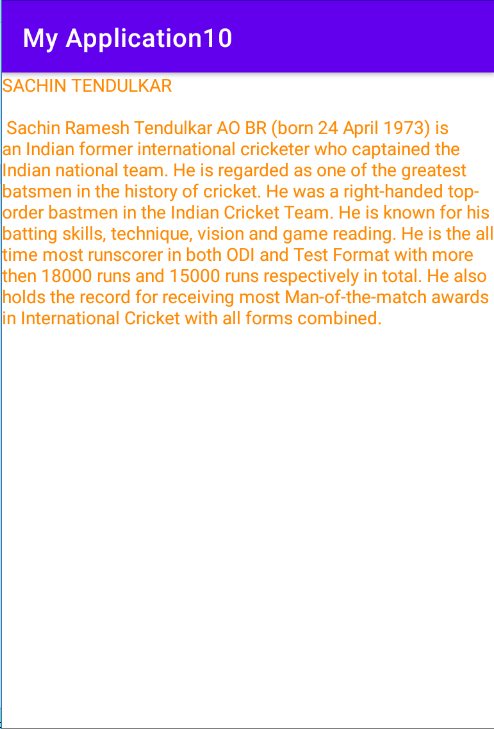 My Application10
SACHIN TENDULKAR
Sachin Ramesh Tendulkar AO BR (born 24 April 1973) is
an Indian former international cricketer who captained the
Indian national team. He is regarded as one of the greatest
batsmen in the history of cricket. He was a right-handed top-
order bastmen in the Indian Cricket Team. He is known for his
batting skills, technique, vision and game reading. He is the all
time most runscorer in both ODI and Test Format with more
then 18000 runs and 15000 runs respectively in total. He also
holds the record for receiving most Man-of-the-match awards
in International Cricket with all forms combined.